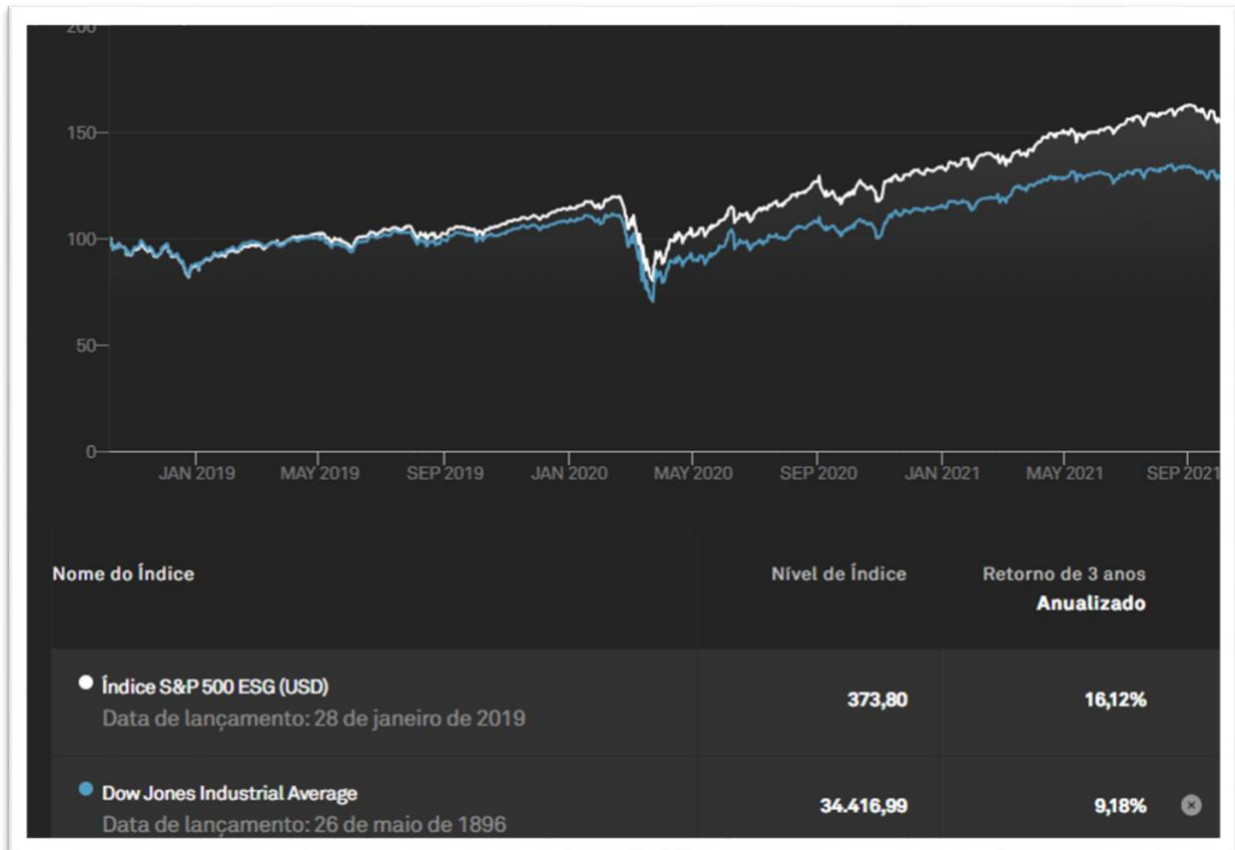 200
150
100
50
0
JAN 2019 MAY 2019 SEP 2019 JAN 2020 MAY 2020 SEP 2020 JAN 2021 MAY 2021 SEP 2021
Nome do Índice Nível de Índice Retorno de 3 anos
Anualizado
Índice S&P 500 ESG (USD)
Data de lançamento: 28 de janeiro de 2019
373,80 16,12%
Dow Jones Industrial Average
Data de lançamento: 26 de maio de 1896
34.416,99 9,18%